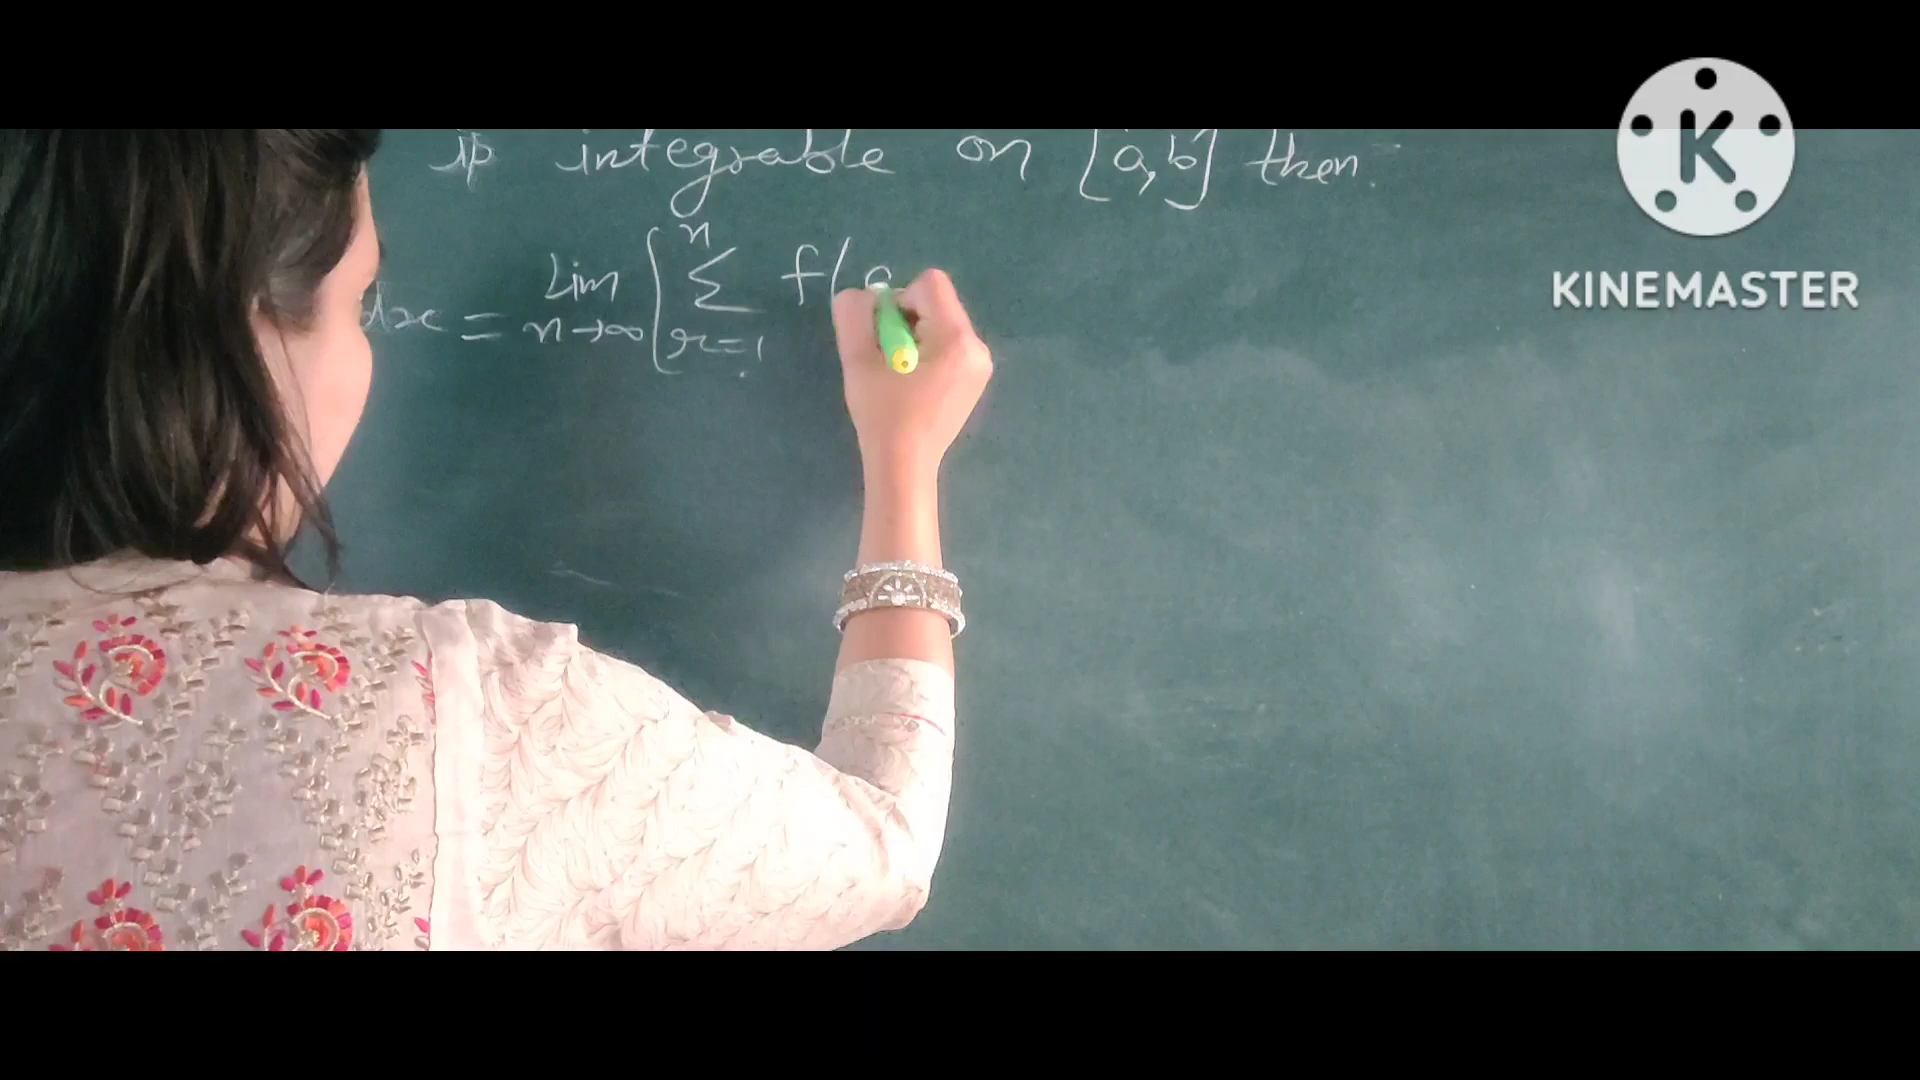 integrable on [a,b] then
dx = Lim n→∞ [ n Σ r=1 f(a
K
KINEMASTER